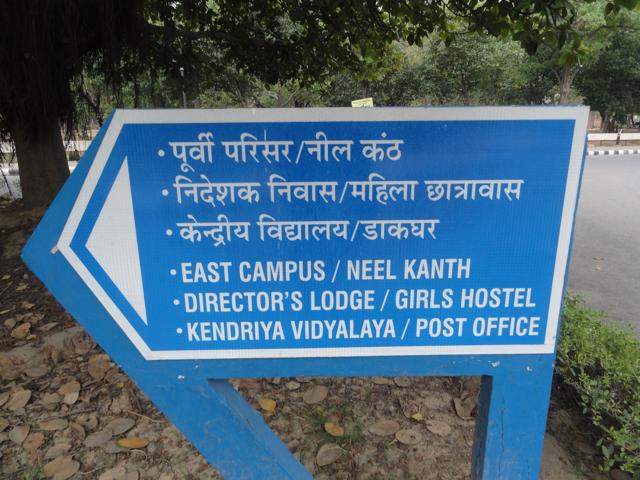 • पूर्वी परिसर/नील कंठ
• निदेशक निवास/महिला छात्रावास
• केन्द्रीय विद्यालय/डाकघर
• EAST CAMPUS / NEEL KANTH
• DIRECTOR'S LODGE / GIRLS HOSTEL
• KENDRIYA VIDYALAYA / POST OFFICE